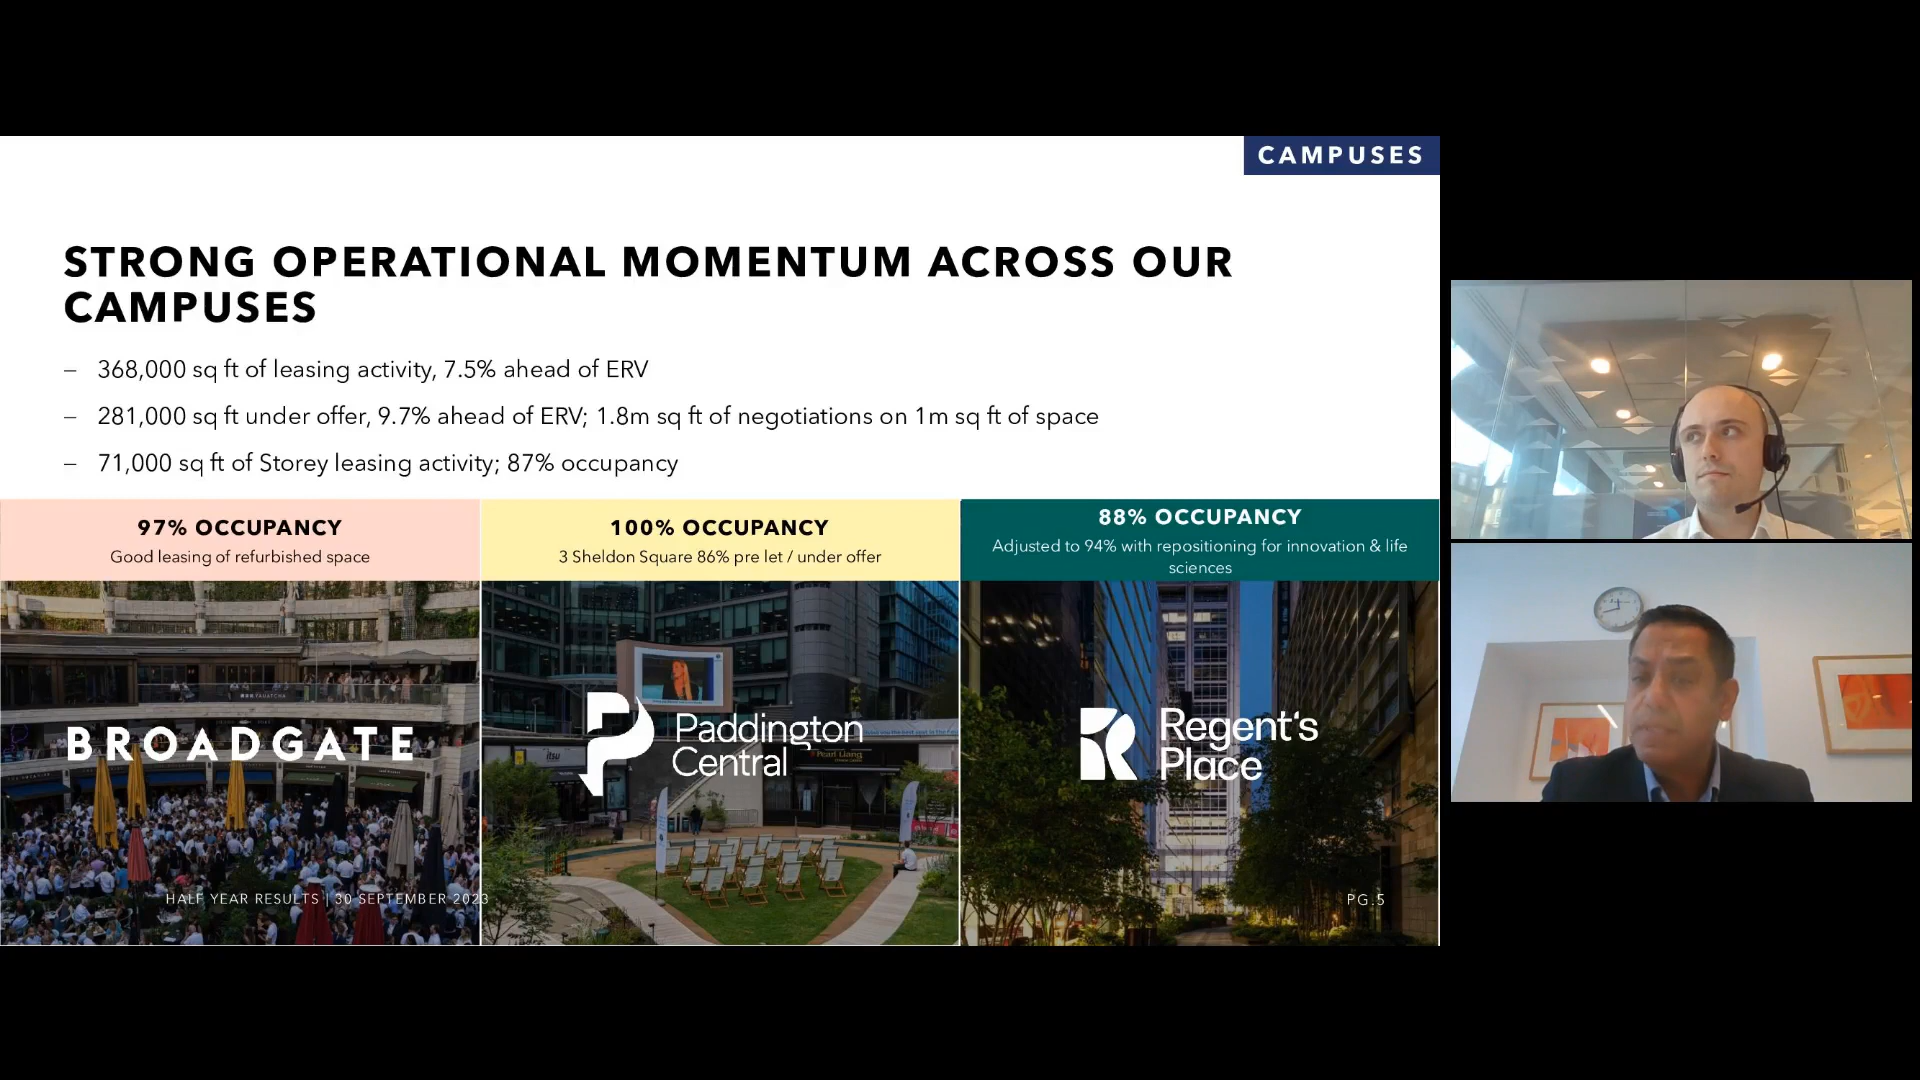 CAMPUSES
STRONG OPERATIONAL MOMENTUM ACROSS OUR
CAMPUSES
– 368,000 sq ft of leasing activity, 7.5% ahead of ERV
– 281,000 sq ft under offer, 9.7% ahead of ERV; 1.8m sq ft of negotiations on 1m sq ft of space
– 71,000 sq ft of Storey leasing activity; 87% occupancy
97% OCCUPANCY
Good leasing of refurbished space
100% OCCUPANCY
3 Sheldon Square 86% pre let / under offer
88% OCCUPANCY
Adjusted to 94% with repositioning for innovation & life
sciences
BROADGATE
Paddington
Central
Regent's
Place
itsu
Pearl Liang
HALF YEAR RESULTS | 30 SEPTEMBER 2023
PG.5